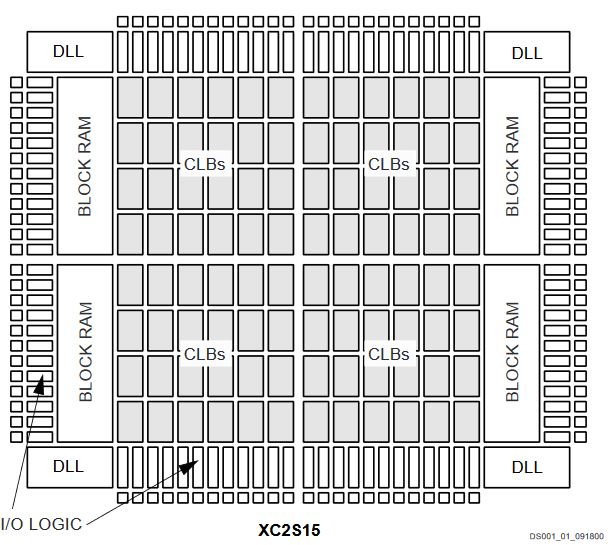 DLL
DLL
BLOCK RAM
CLBs
CLBs
BLOCK RAM
BLOCK RAM
CLBs
CLBs
BLOCK RAM
DLL
DLL
I/O LOGIC
XC2S15
DS001_01_091800